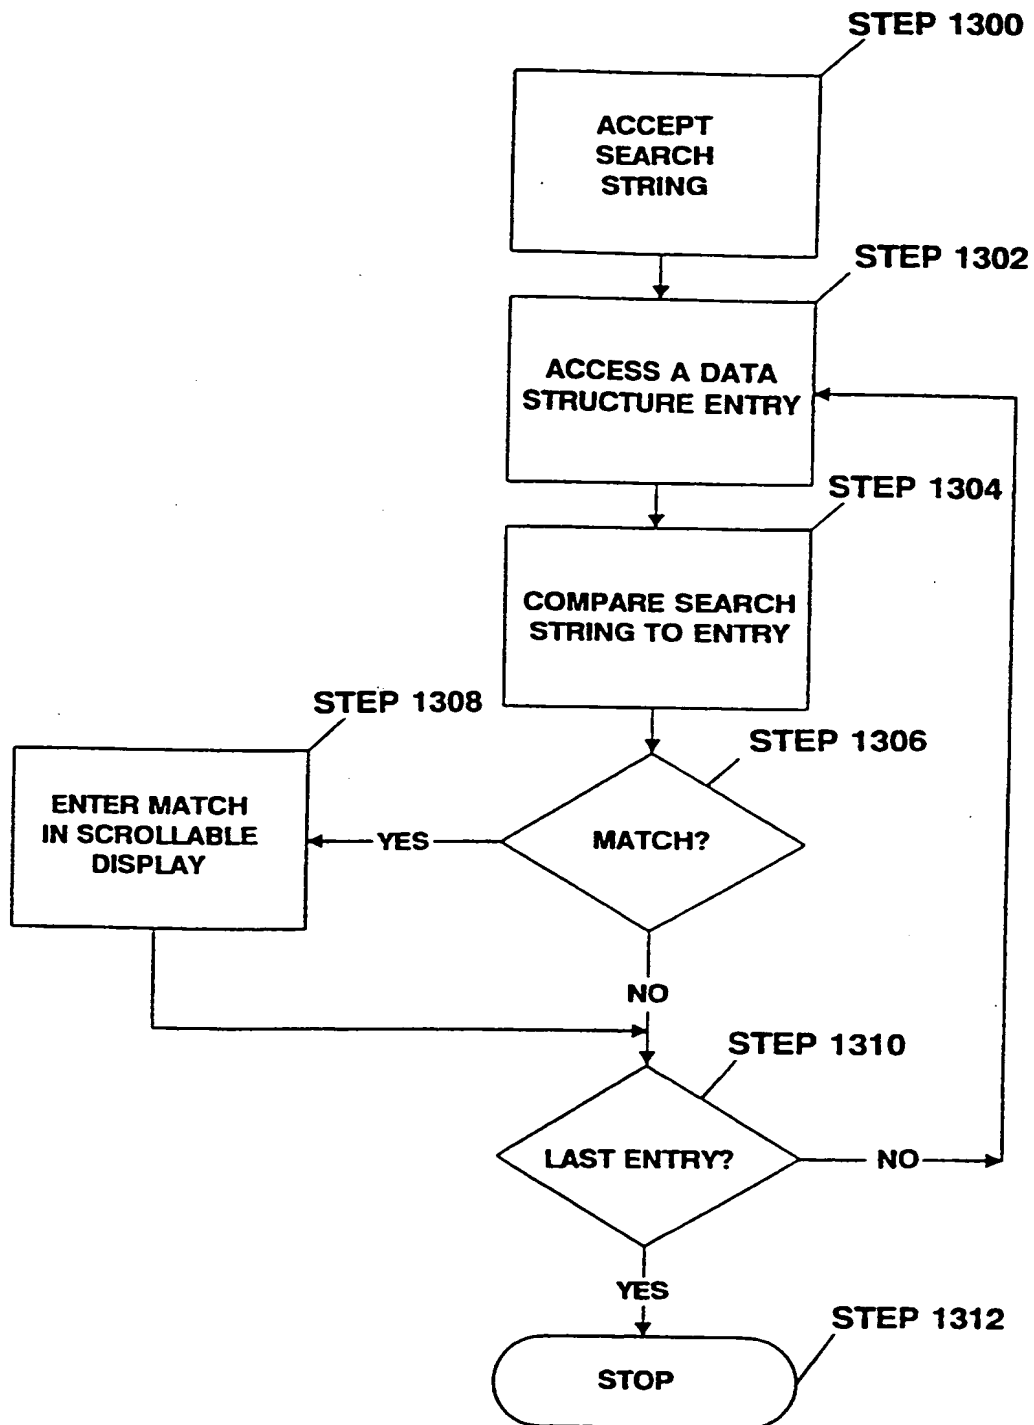 STEP 1300
ACCEPT
SEARCH
STRING
STEP 1302
ACCESS A DATA
STRUCTURE ENTRY
STEP 1304
COMPARE SEARCH
STRING TO ENTRY
STEP 1308
STEP 1306
ENTER MATCH
IN SCROLLABLE
DISPLAY
YES
MATCH?
NO
STEP 1310
LAST ENTRY?
NO
YES
STEP 1312
STOP